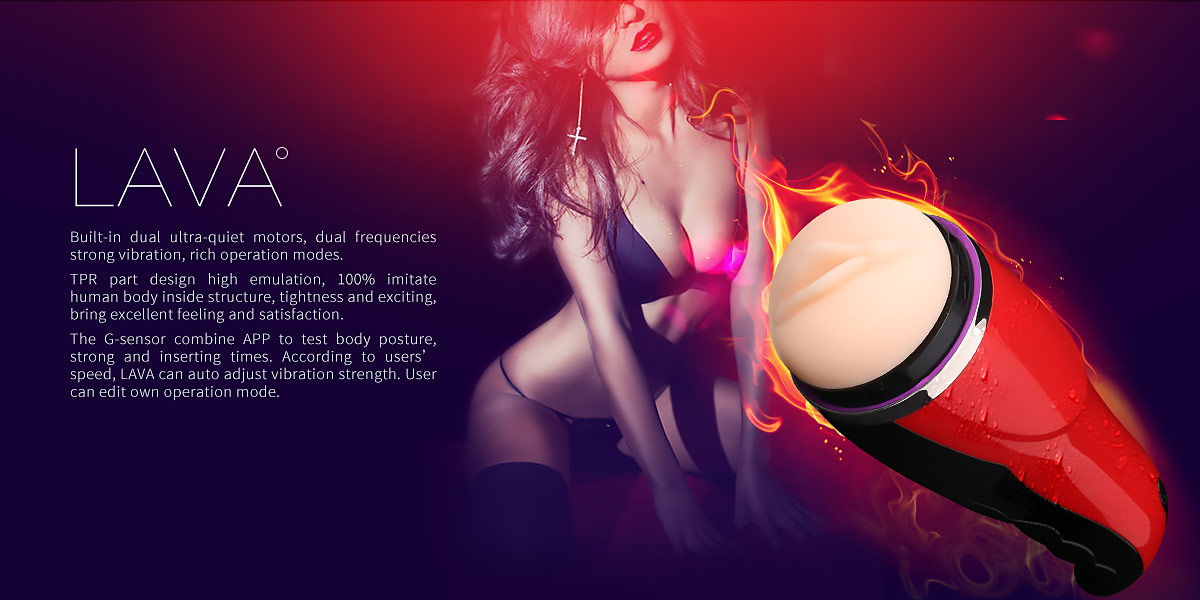 LAVA°
Built-in dual ultra-quiet motors, dual frequencies
strong vibration, rich operation modes.
TPR part design high emulation, 100% imitate
human body inside structure, tightness and exciting,
bring excellent feeling and satisfaction.
The G-sensor combine APP to test body posture,
strong and inserting times. According to users’
speed, LAVA can auto adjust vibration strength. User
can edit own operation mode.